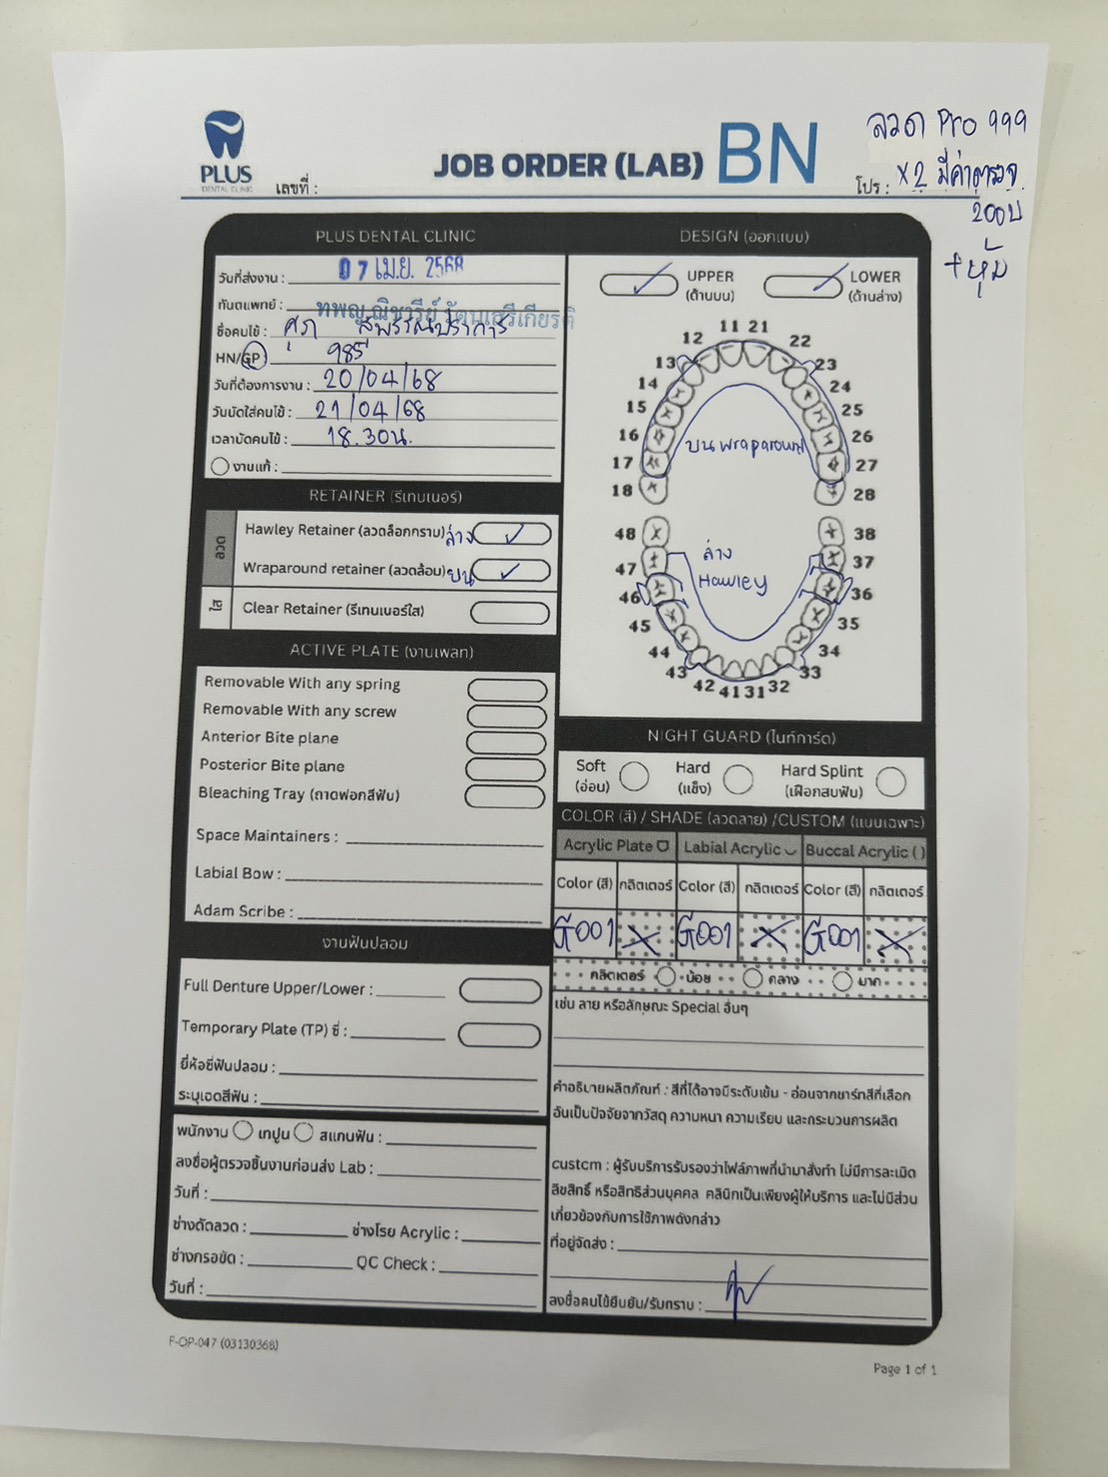 PLUS
DENTAL CLINIC
เลขที่ :
JOB ORDER (LAB) BN
ลวด Pro 999
โปร : x2 มีค่าตรวจ
200บ
+หุ้ม
PLUS DENTAL CLINIC
วันที่ส่งงาน : 07 เม.ย. 2568
ทันตแพทย์ : ทพญ.ณิชารีย์ รัตนเสรีเกียรติ
ชื่อคนไข้ : ศุภ
HN/GP) 985
วันที่ต้องการงาน : 20/04/68
วันนัดใส่คนไข้ : 21/04/68
เวลานัดคนไข้ : 18.30น.
งานแก้ :
RETAINER (รีเทนเนอร์)
ลวด
Hawley Retainer (ลวดล็อกกราม) ล่าง
Wraparound retainer (ลวดล้อม) บน
ใส
Clear Retainer (รีเทนเนอร์ใส)
ACTIVE PLATE (งานเพลท)
Removable With any spring
Removable With any screw
Anterior Bite plane
Posterior Bite plane
Bleaching Tray (ถาดฟอกสีฟัน)
Space Maintainers :
Labial Bow :
Adam Scribe :
งานฟันปลอม
Full Denture Upper/Lower :
Temporary Plate (TP) ซี่ :
ยี่ห้อซี่ฟันปลอม :
ระบุเฉดสีฟัน :
พนักงาน เทปูน สแกนฟัน :
ลงชื่อผู้ตรวจชิ้นงานก่อนส่ง Lab :
วันที่ :
ช่างดัดลวด : ช่างโรย Acrylic :
ช่างกรอขัด : QC Check :
วันที่ :
DESIGN (ออกแบบ)
UPPER
(ด้านบน)
LOWER
(ด้านล่าง)
11 21
12 22
13 23
14 24
15 25
16 26
17 27
18 28
บน wraparound
48 38
47 37
46 36
45 35
44 34
43 33
42 41 31 32
ล่าง
Hawley
NIGHT GUARD (ไนท์การ์ด)
Soft
(อ่อน)
Hard
(แข็ง)
Hard Splint
(เฝือกสบฟัน)
COLOR (สี) / SHADE (ลวดลาย) /CUSTOM (แบบเฉพาะ)
Acrylic Plate Labial Acrylic Buccal Acrylic ( )
Color (สี) กลิตเตอร์ Color (สี) กลิตเตอร์ Color (สี) กลิตเตอร์
G001 X G001 X G001 X
กลิตเตอร์ น้อย กลาง มาก
เช่น ลาย หรือลักษณะ Special อื่นๆ
คำอธิบายผลิตภัณฑ์ : สีที่ได้อาจมีระดับเข้ม - อ่อนจากชาร์ทสีที่เลือก
อันเป็นปัจจัยจากวัสดุ ความหนา ความเรียบ และกระบวนการผลิต
custom : ผู้รับบริการรับรองว่าไฟล์ภาพที่นำมาสั่งทำ ไม่มีการละเมิด
ลิขสิทธิ์ หรือสิทธิส่วนบุคคล คลินิกเป็นเพียงผู้ให้บริการ และไม่มีส่วน
เกี่ยวข้องกับการใช้ภาพดังกล่าว
ที่อยู่จัดส่ง :
ลงชื่อคนไข้ยืนยัน/รับทราบ :
F-OP-047 (03130368)
Page 1 of 1